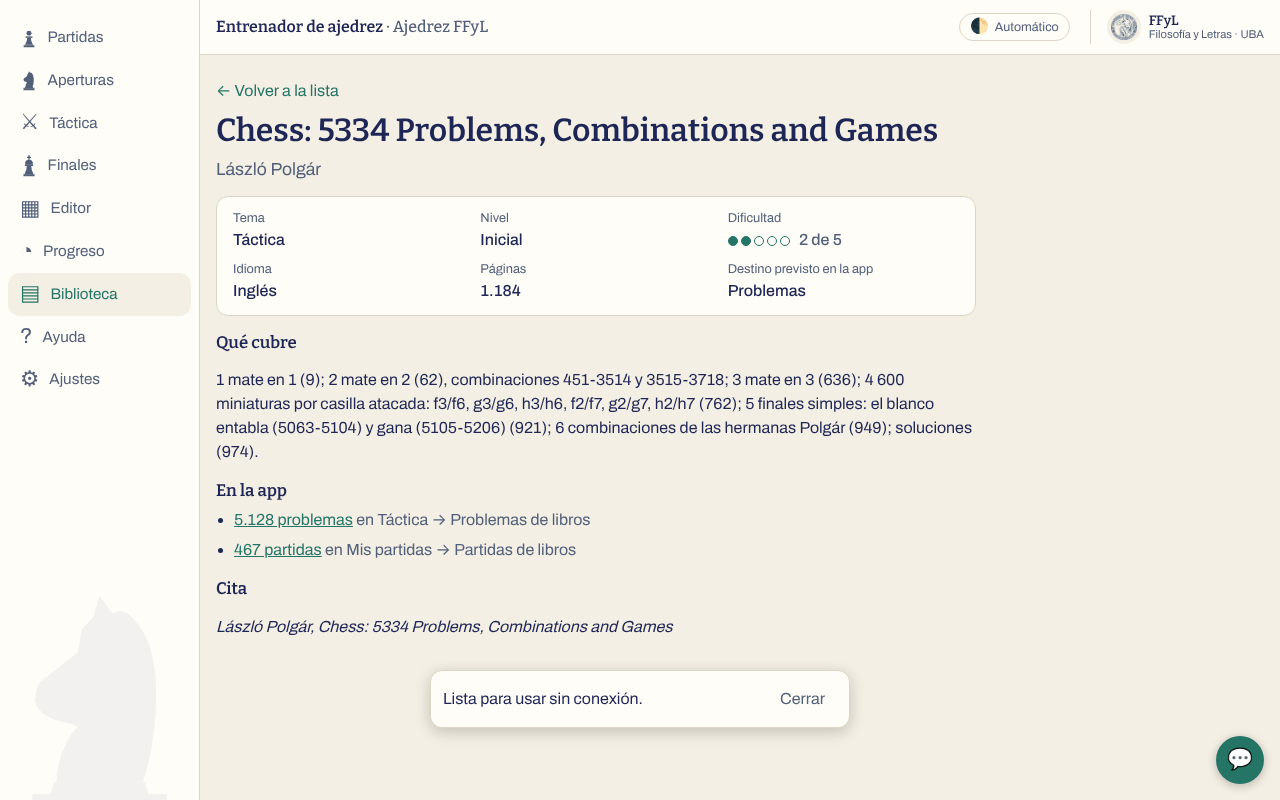 Partidas
Aperturas
Táctica
Finales
Editor
Progreso
Biblioteca
? Ayuda
Ajustes
Entrenador de ajedrez · Ajedrez FFyL
Automático
FFyL
Filosofía y Letras · UBA
← Volver a la lista
Chess: 5334 Problems, Combinations and Games
László Polgár
Tema
Táctica
Nivel
Inicial
Dificultad
2 de 5
Idioma
Inglés
Páginas
1.184
Destino previsto en la app
Problemas
Qué cubre
1 mate en 1 (9); 2 mate en 2 (62), combinaciones 451-3514 y 3515-3718; 3 mate en 3 (636); 4 600
miniaturas por casilla atacada: f3/f6, g3/g6, h3/h6, f2/f7, g2/g7, h2/h7 (762); 5 finales simples: el blanco
entabla (5063-5104) y gana (5105-5206) (921); 6 combinaciones de las hermanas Polgár (949); soluciones
(974).
En la app
• 5.128 problemas en Táctica → Problemas de libros
• 467 partidas en Mis partidas → Partidas de libros
Cita
László Polgár, Chess: 5334 Problems, Combinations and Games
Lista para usar sin conexión.
Cerrar